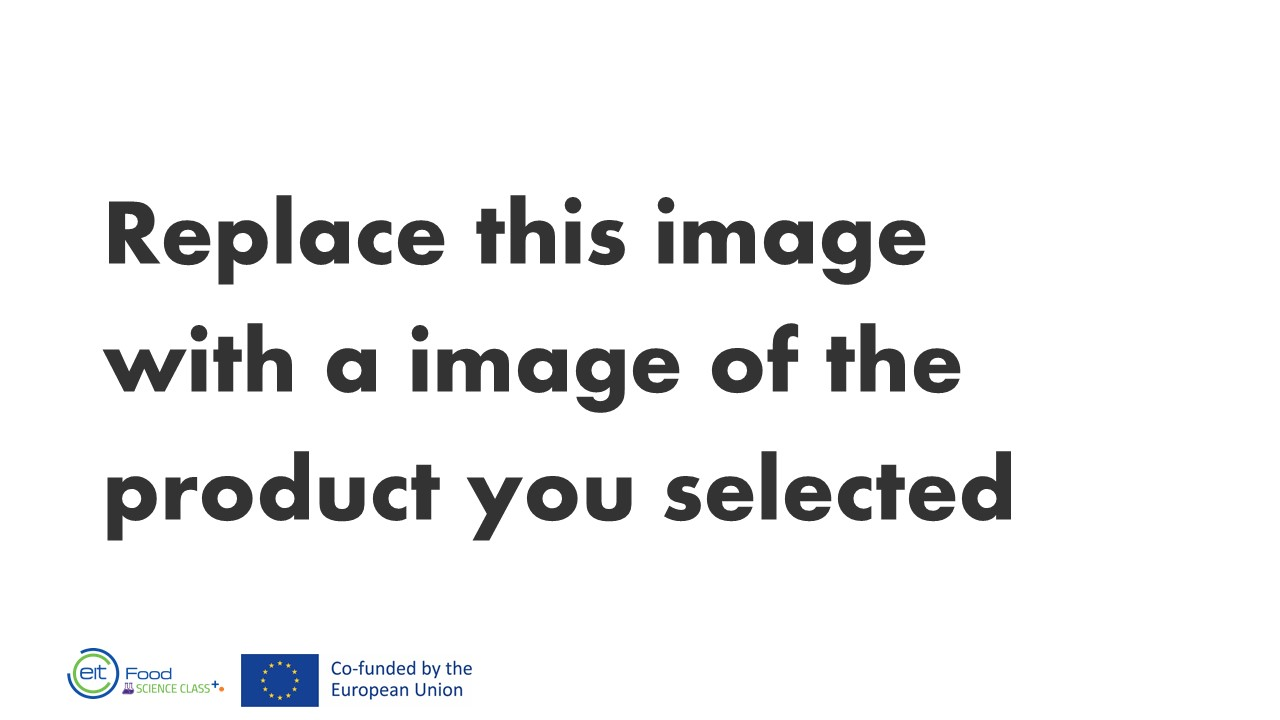 Replace this image
with a image of the
product you selected
eit Food
SCIENCE CLASS+
Co-funded by the
European Union